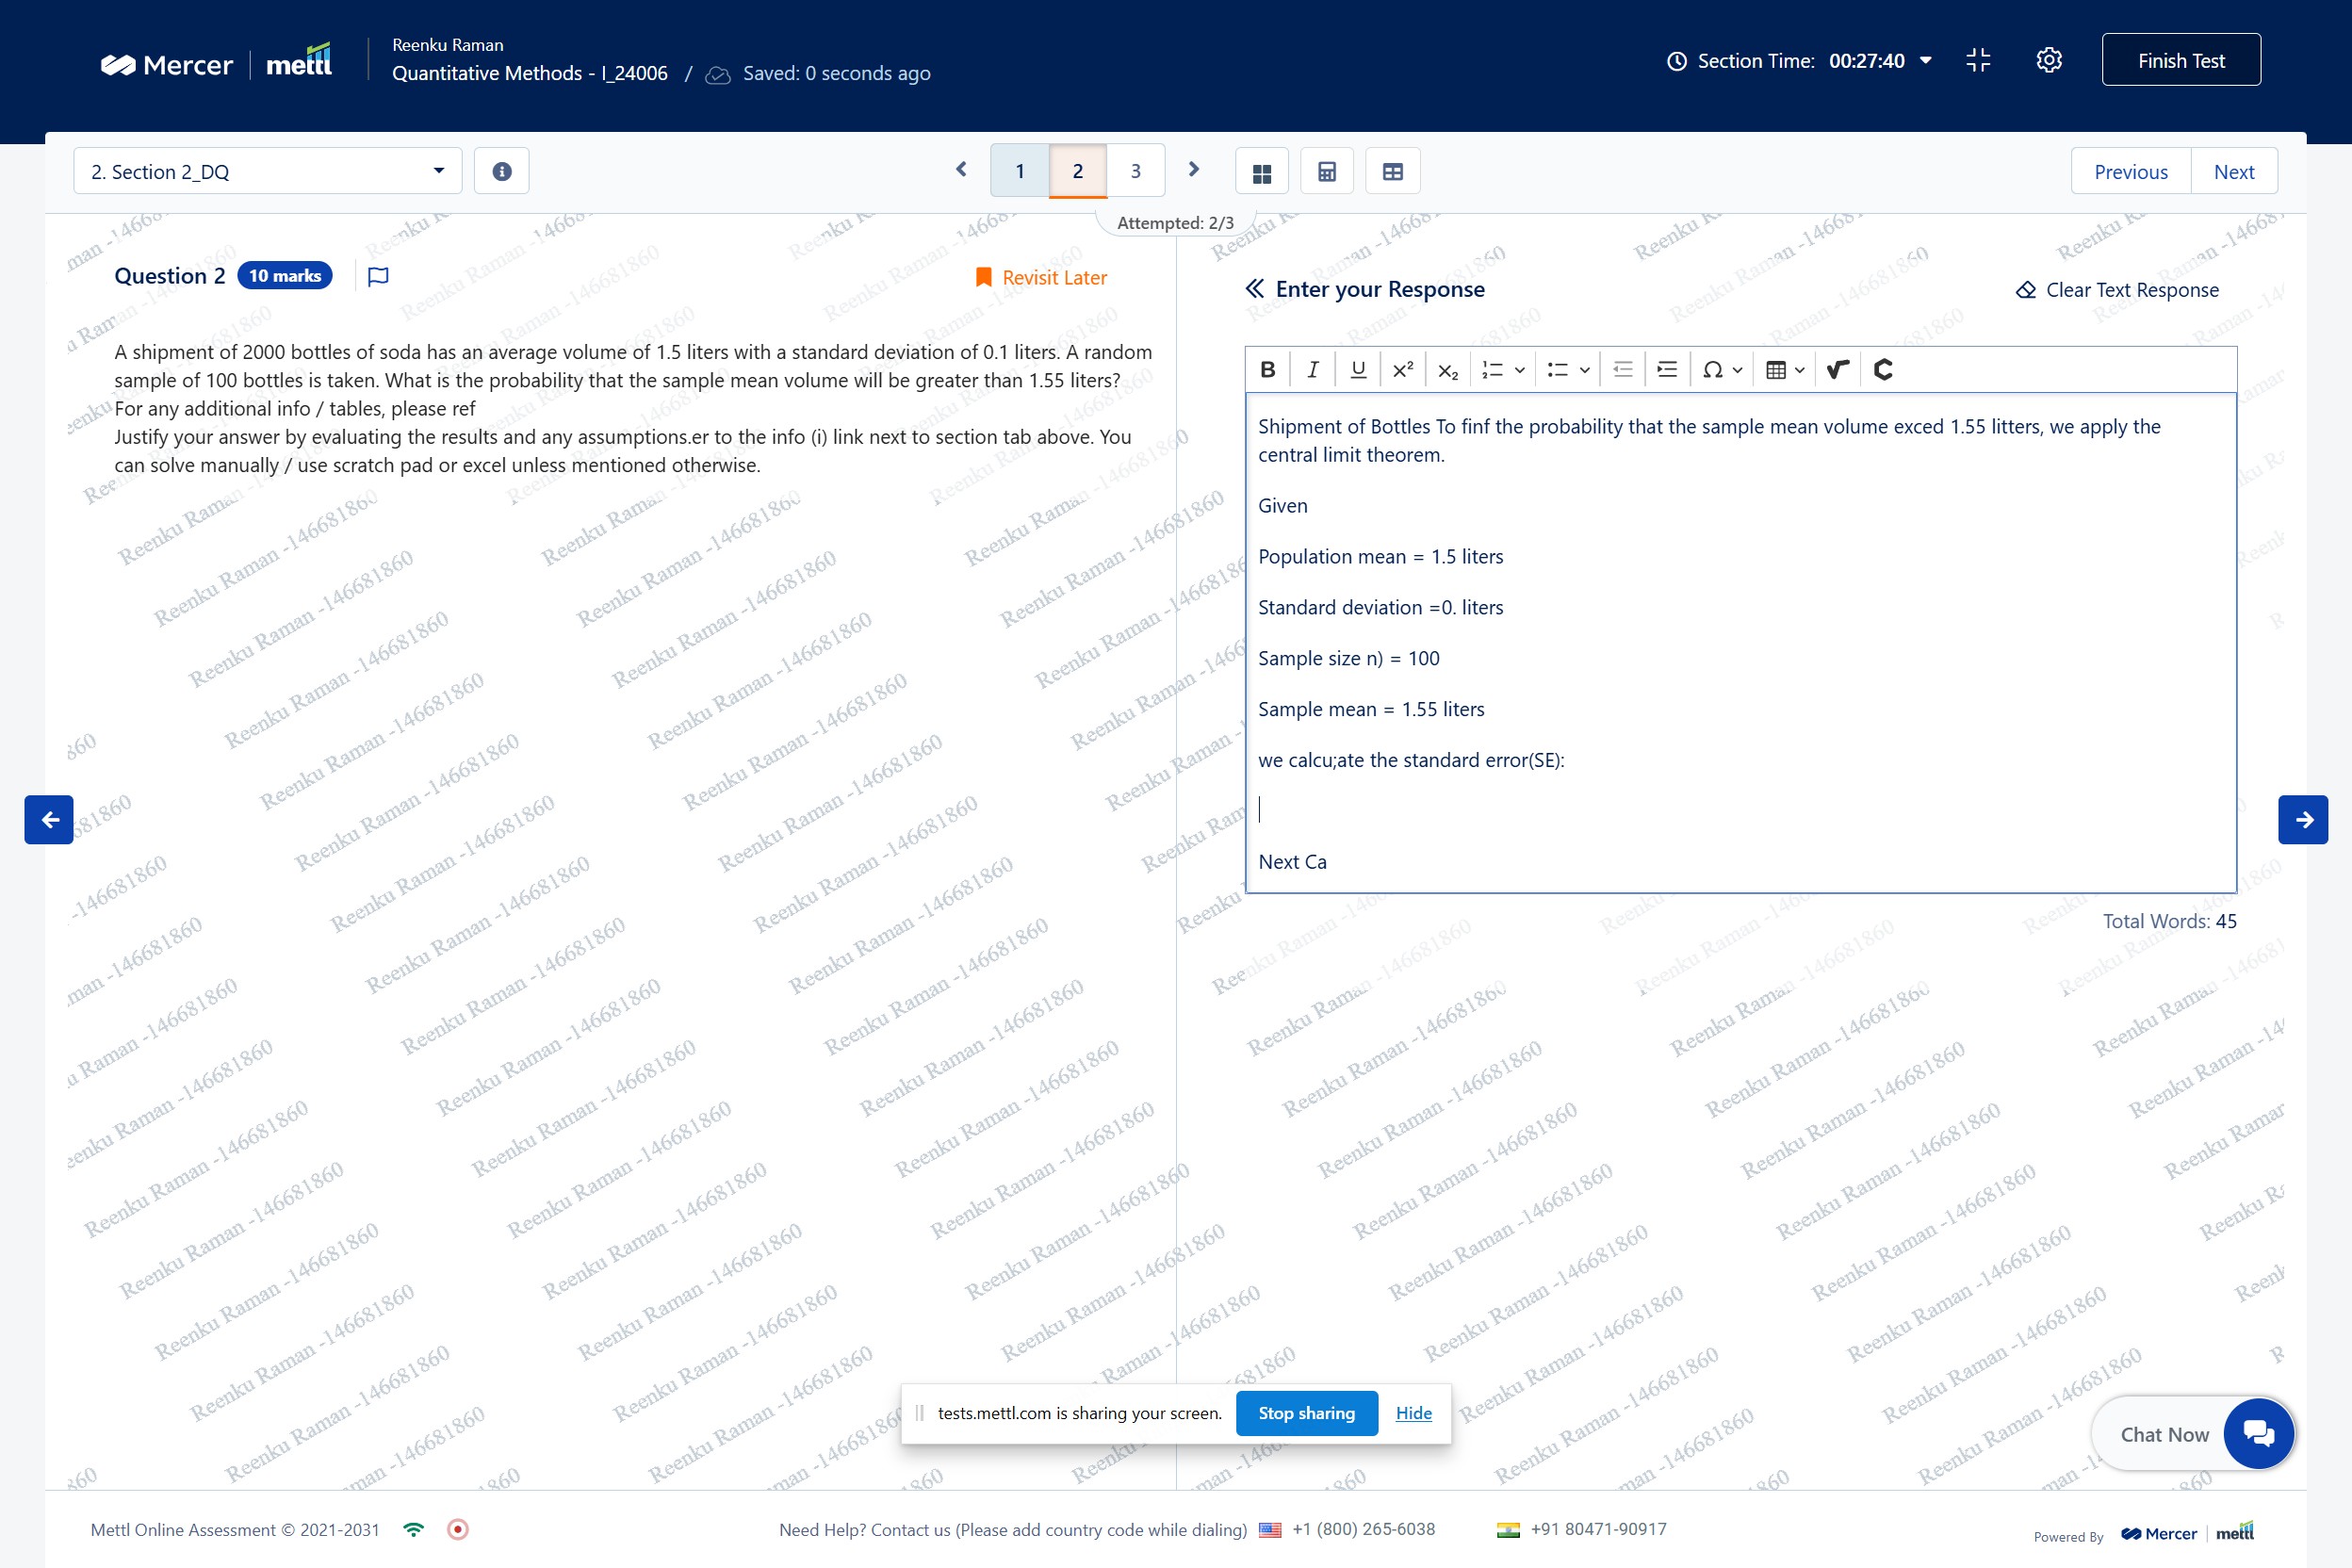 Mercer mettl
Reenku Raman
Quantitative Methods - I_24006 / Saved: 0 seconds ago
Section Time: 00:27:40
Finish Test
2. Section 2_DQ
1 2 3
Previous Next
Attempted: 2/3
Question 2 10 marks
Revisit Later
A shipment of 2000 bottles of soda has an average volume of 1.5 liters with a standard deviation of 0.1 liters. A random
sample of 100 bottles is taken. What is the probability that the sample mean volume will be greater than 1.55 liters?
For any additional info / tables, please ref
Justify your answer by evaluating the results and any assumptions.er to the info (i) link next to section tab above. You
can solve manually / use scratch pad or excel unless mentioned otherwise.
Enter your Response
Clear Text Response
B I U x² x₂ Ω
Shipment of Bottles To finf the probability that the sample mean volume exced 1.55 litters, we apply the
central limit theorem.
Given
Population mean = 1.5 liters
Standard deviation =0. liters
Sample size n) = 100
Sample mean = 1.55 liters
we calcu;ate the standard error(SE):
Next Ca
Total Words: 45
Reenku Raman -146681860
tests.mettl.com is sharing your screen. Stop sharing Hide
Chat Now
Mettl Online Assessment © 2021-2031
Need Help? Contact us (Please add country code while dialing) +1 (800) 265-6038 +91 80471-90917
Powered By Mercer mettl